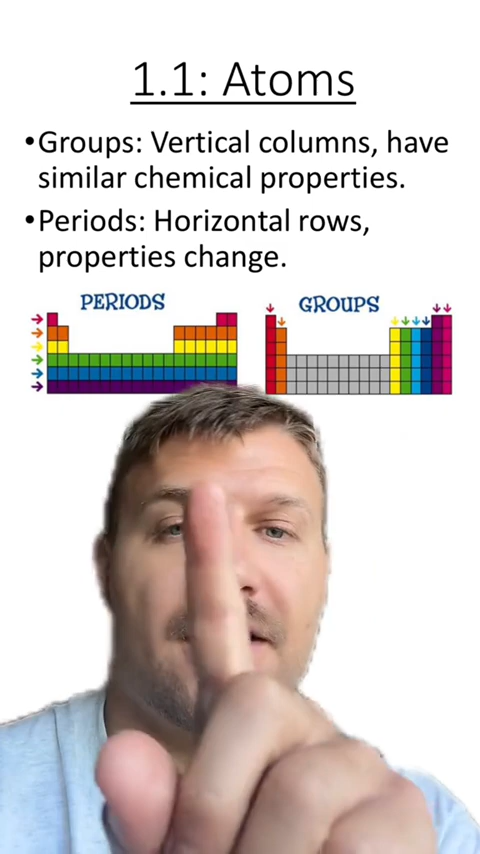 1.1: Atoms
•Groups: Vertical columns, have
similar chemical properties.
•Periods: Horizontal rows,
properties change.
PERIODS
GROUPS